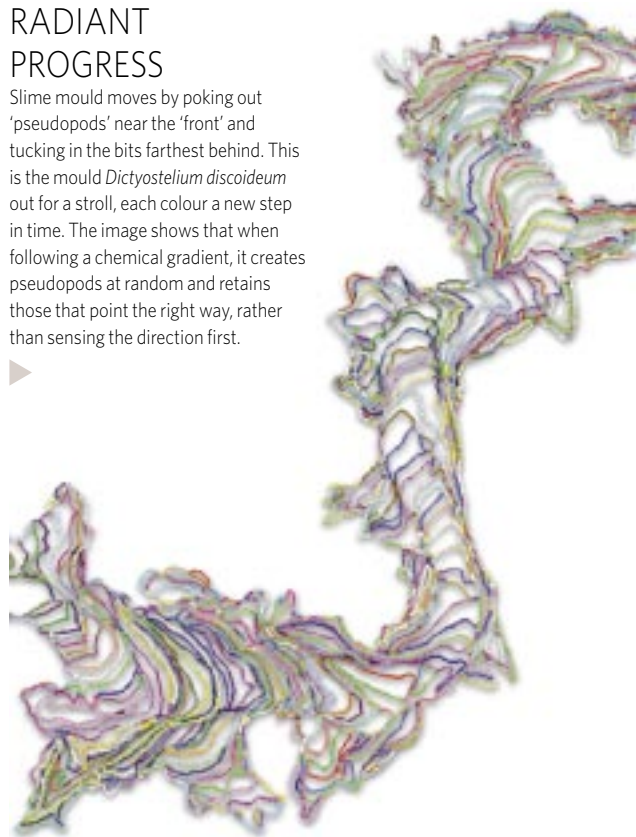 RADIANT
PROGRESS
Slime mould moves by poking out
‘pseudopods’ near the ‘front’ and
tucking in the bits farthest behind. This
is the mould Dictyostelium discoideum
out for a stroll, each colour a new step
in time. The image shows that when
following a chemical gradient, it creates
pseudopods at random and retains
those that point the right way, rather
than sensing the direction first.